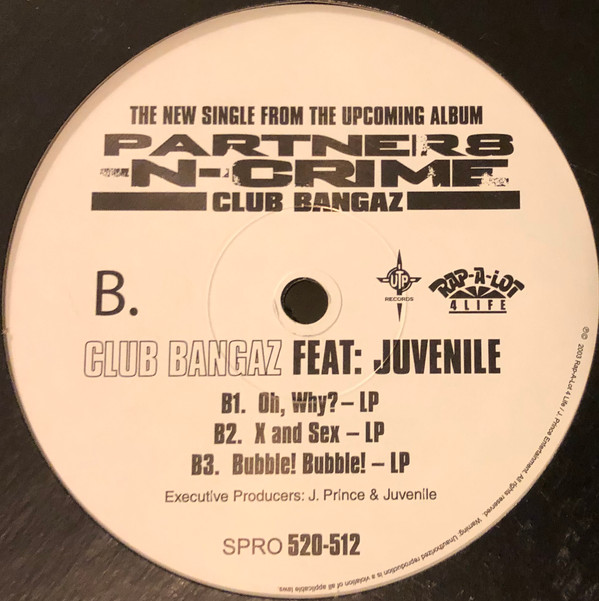 THE NEW SINGLE FROM THE UPCOMING ALBUM
PARTNERS
-N-CRIME
CLUB BANGAZ
B.
UTP
RECORDS
RAP-A-LOT
4 LIFE
CLUB BANGAZ FEAT: JUVENILE
B1. Oh, Why? – LP
B2. X and Sex – LP
B3. Bubble! Bubble! – LP
Executive Producers: J. Prince & Juvenile
SPRO 520-512
℗© 2003 Rap-A-Lot 4 Life / J. Prince Entertainment. All rights reserved. Warning: Unauthorized reproduction is a violation of all applicable laws.